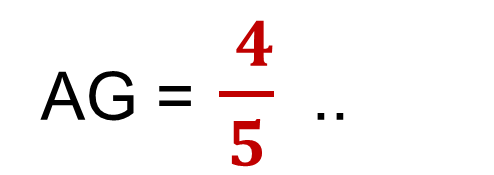 AG = 4/5 ..